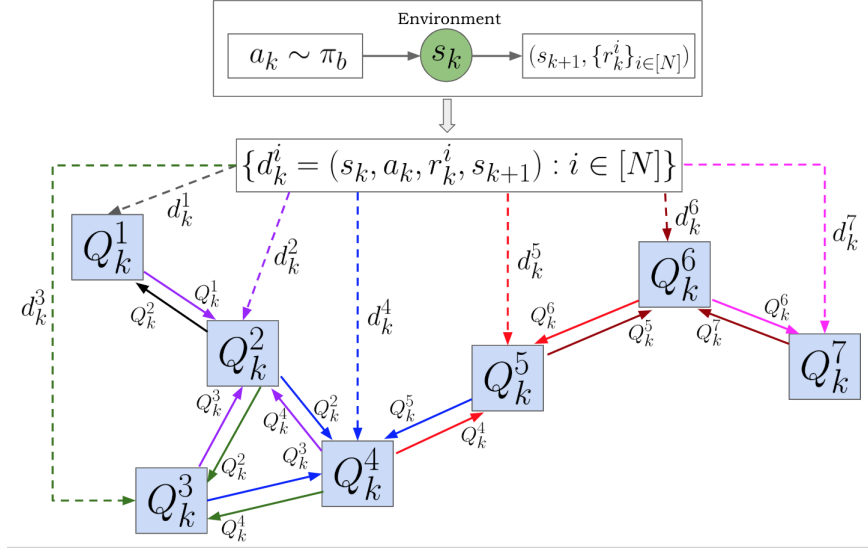 Environment
a_k ∼ π_b
s_k
(s_{k+1}, {r_k^i}_{i∈[N]})
{d_k^i = (s_k, a_k, r_k^i, s_{k+1}) : i ∈ [N]}
d_k^1
d_k^2
d_k^3
d_k^4
d_k^5
d_k^6
d_k^7
Q_k^1
Q_k^1
Q_k^2
Q_k^2
Q_k^6
Q_k^6
Q_k^5
Q_k^6
Q_k^7
Q_k^7
Q_k^5
Q_k^4
Q_k^3
Q_k^2
Q_k^4
Q_k^2
Q_k^5
Q_k^3
Q_k^4
Q_k^3
Q_k^4